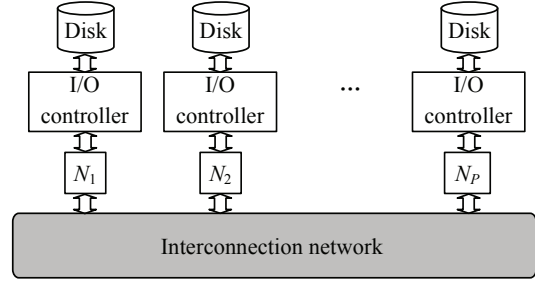 Disk
Disk
Disk
I/O
controller
I/O
controller
...
I/O
controller
N1
N2
NP
Interconnection network